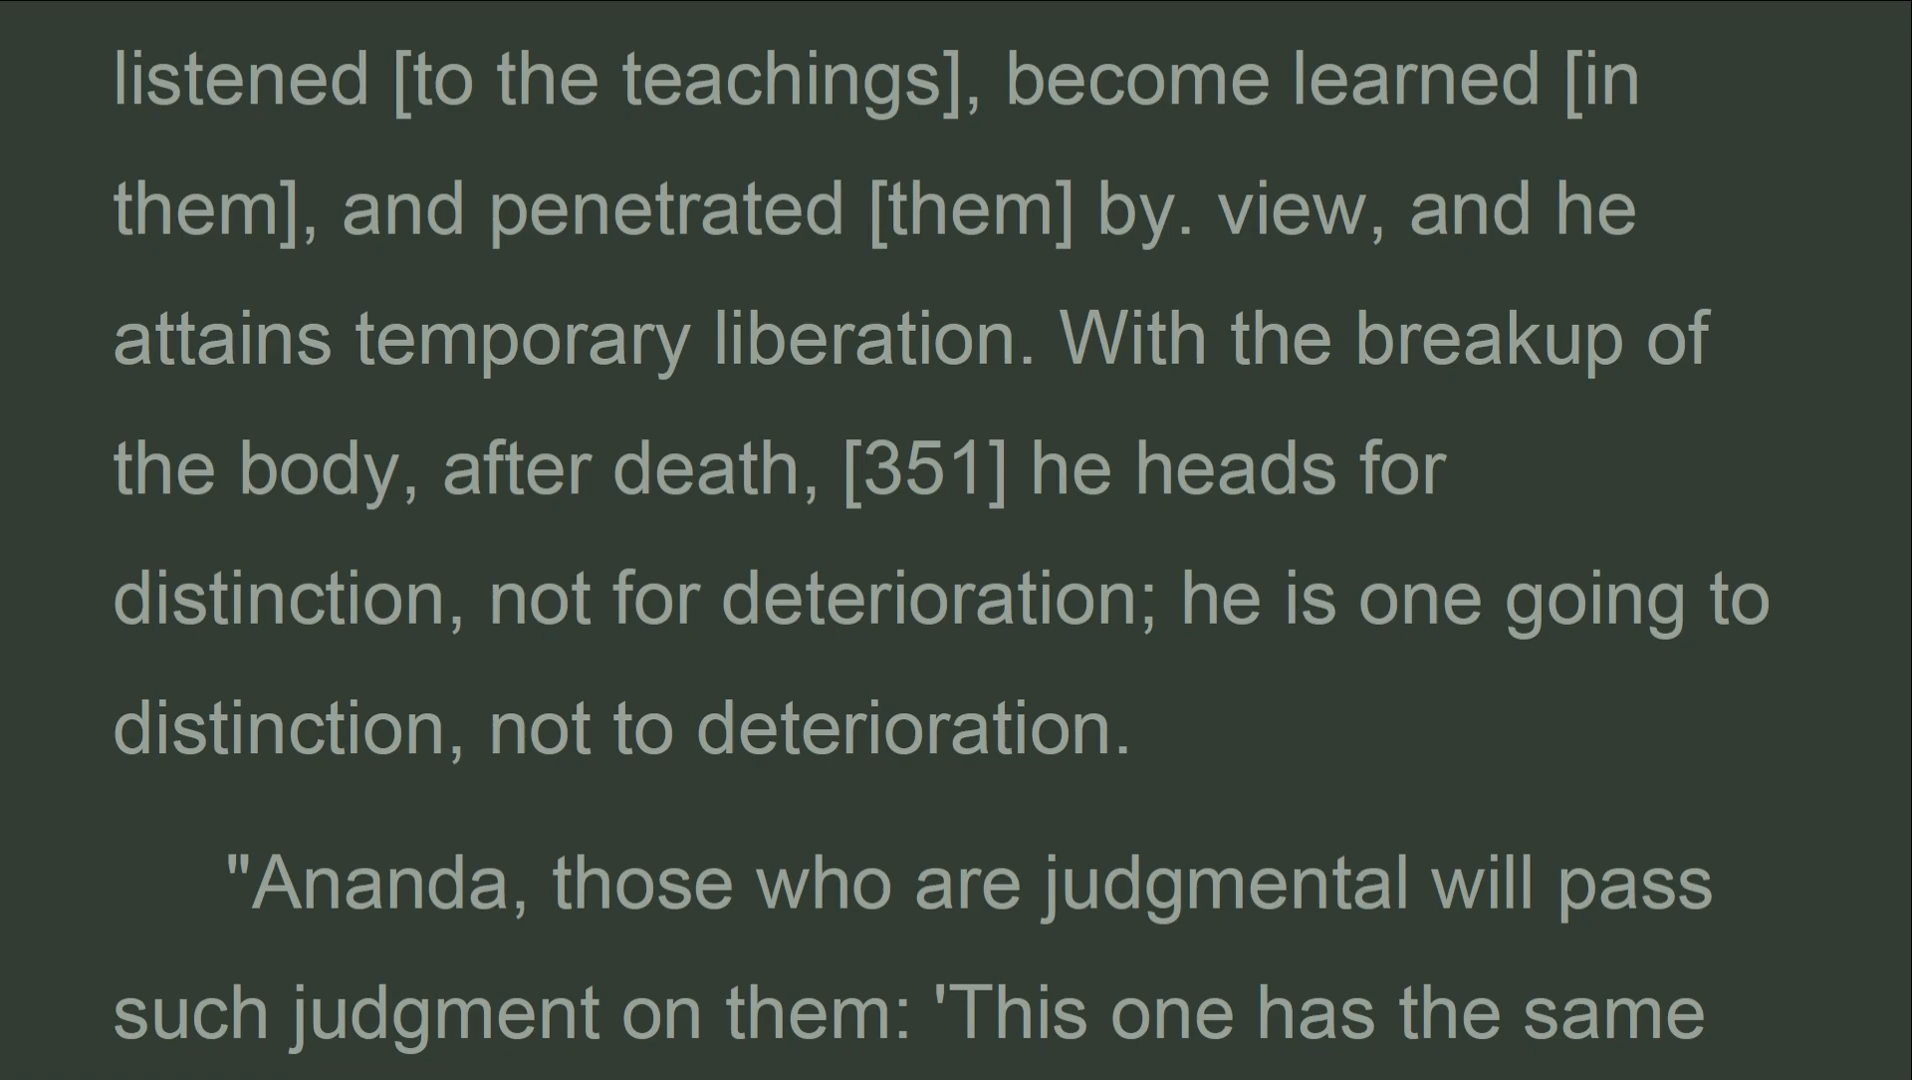 listened [to the teachings], become learned [in
them], and penetrated [them] by. view, and he
attains temporary liberation. With the breakup of
the body, after death, [351] he heads for
distinction, not for deterioration; he is one going to
distinction, not to deterioration.
"Ananda, those who are judgmental will pass
such judgment on them: 'This one has the same